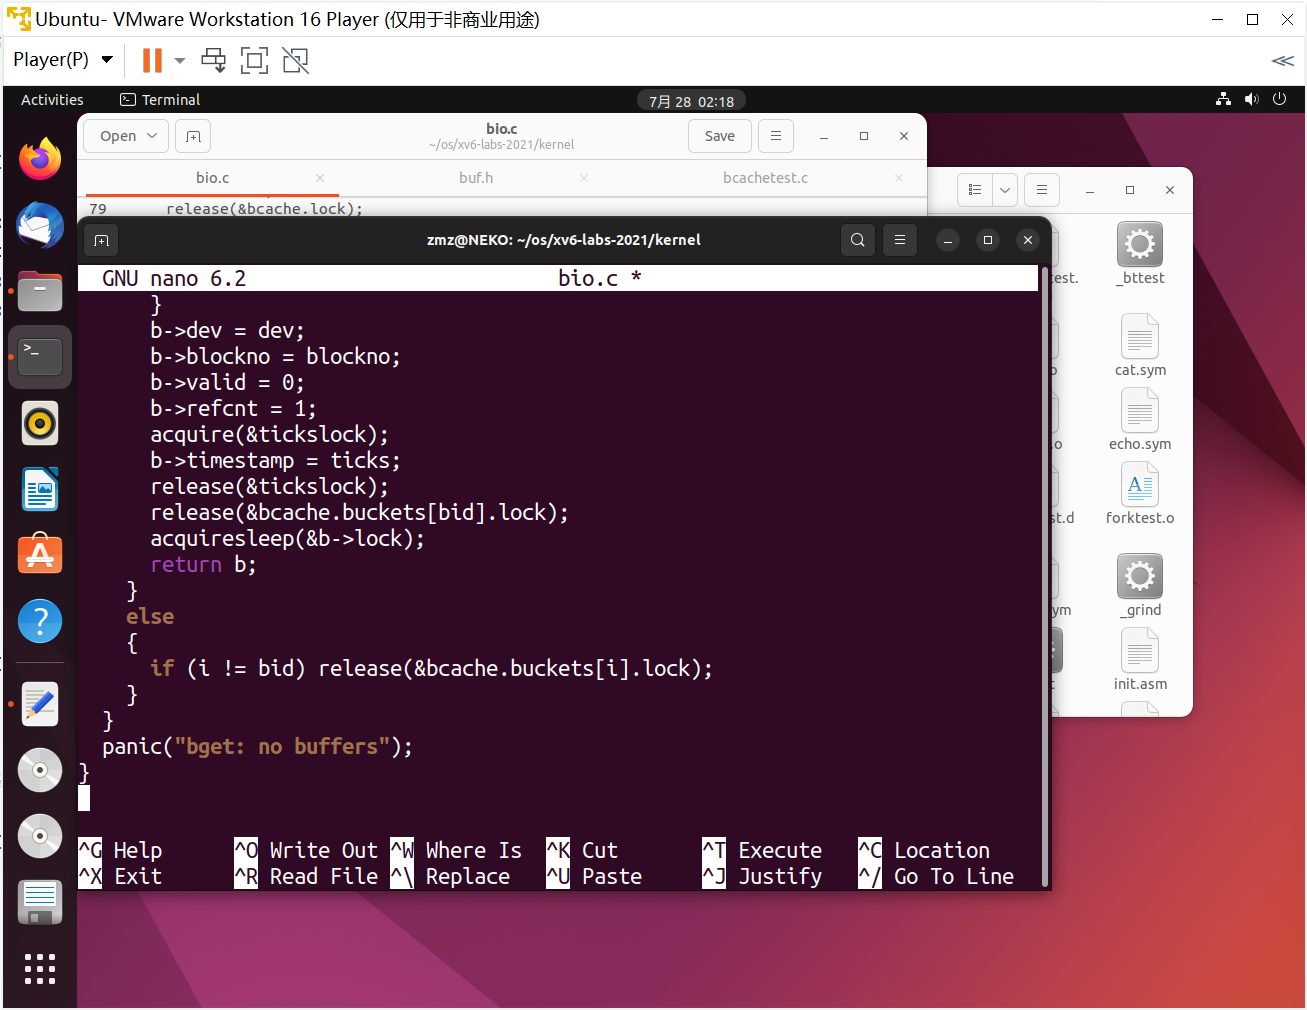 Ubuntu- VMware Workstation 16 Player (仅用于非商业用途)
Player(P)
Activities
Terminal
7月 28 02:18
Open
bio.c
~/os/xv6-labs-2021/kernel
Save
bio.c
buf.h
bcachetest.c
79 release(&bcache.lock);
zmz@NEKO: ~/os/xv6-labs-2021/kernel
GNU nano 6.2 bio.c *
}
b->dev = dev;
b->blockno = blockno;
b->valid = 0;
b->refcnt = 1;
acquire(&tickslock);
b->timestamp = ticks;
release(&tickslock);
release(&bcache.buckets[bid].lock);
acquiresleep(&b->lock);
return b;
}
else
{
if (i != bid) release(&bcache.buckets[i].lock);
}
}
panic("bget: no buffers");
}
^G Help ^O Write Out ^W Where Is ^K Cut ^T Execute ^C Location
^X Exit ^R Read File ^\ Replace ^U Paste ^J Justify ^/ Go To Line
est.
_bttest
cat.sym
.o
echo.sym
st.d
forktest.o
ym
_grind
init.asm